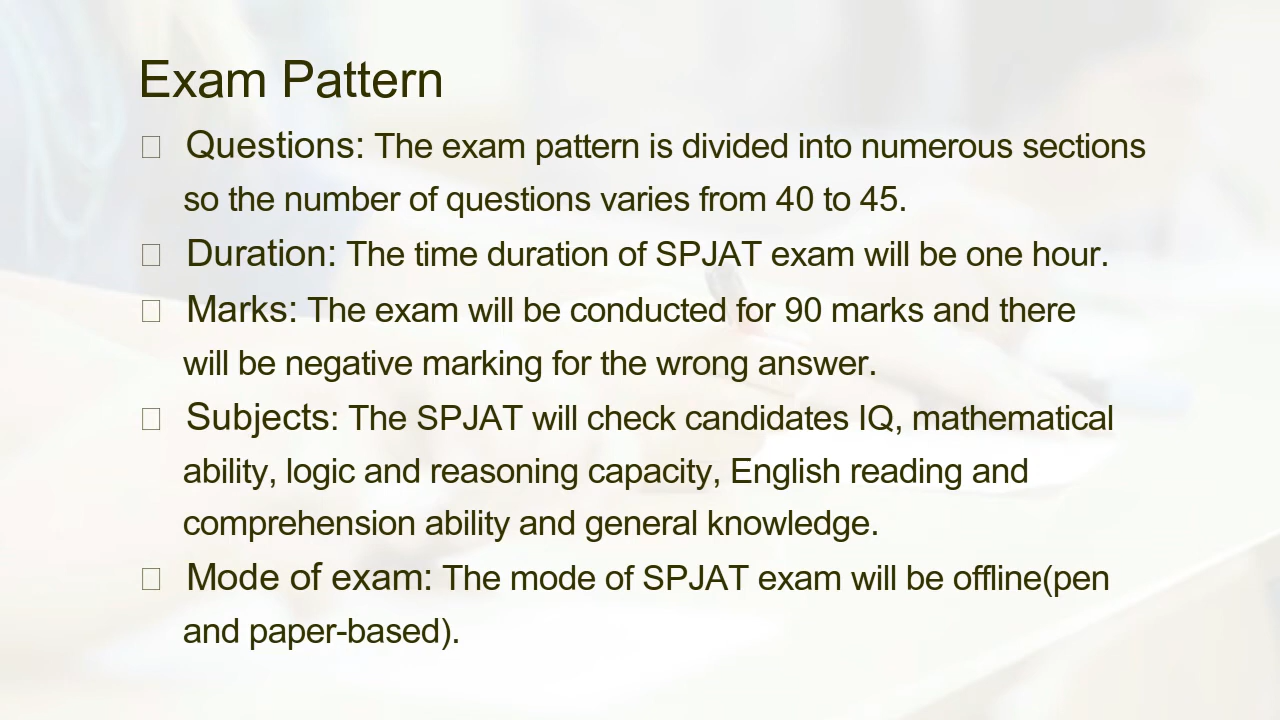 Exam Pattern
Questions: The exam pattern is divided into numerous sections
so the number of questions varies from 40 to 45.
Duration: The time duration of SPJAT exam will be one hour.
Marks: The exam will be conducted for 90 marks and there
will be negative marking for the wrong answer.
Subjects: The SPJAT will check candidates IQ, mathematical
ability, logic and reasoning capacity, English reading and
comprehension ability and general knowledge.
Mode of exam: The mode of SPJAT exam will be offline(pen
and paper-based).